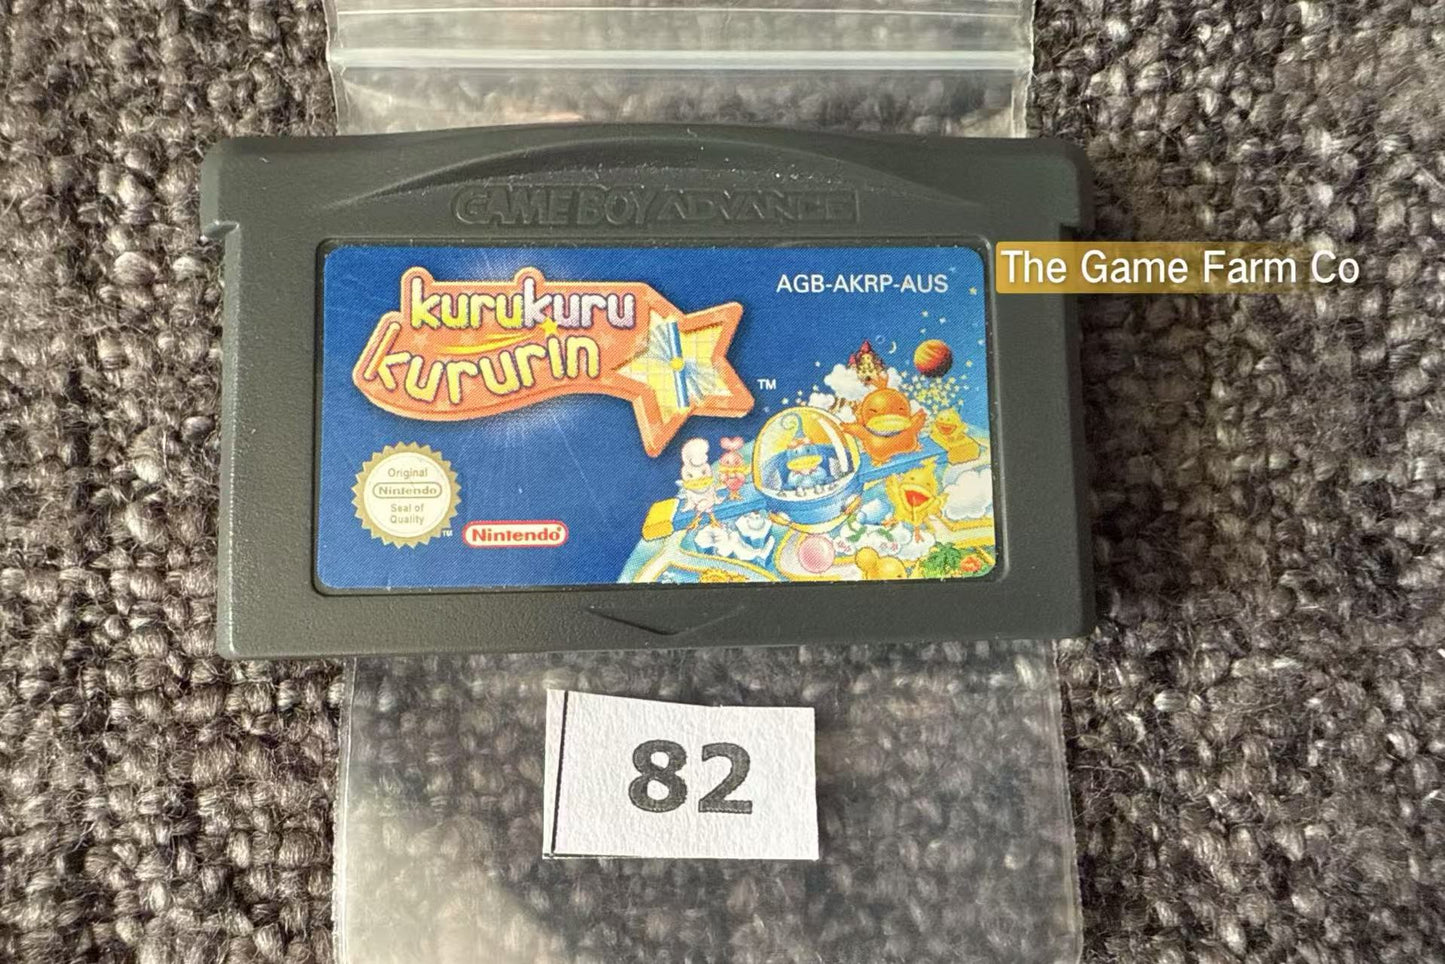 GAME BOY ADVANCE
The Game Farm Co
AGB-AKRP-AUS
kurukuru
kururin
TM
Original
Nintendo
Seal of
Quality
TM
Nintendo®
82